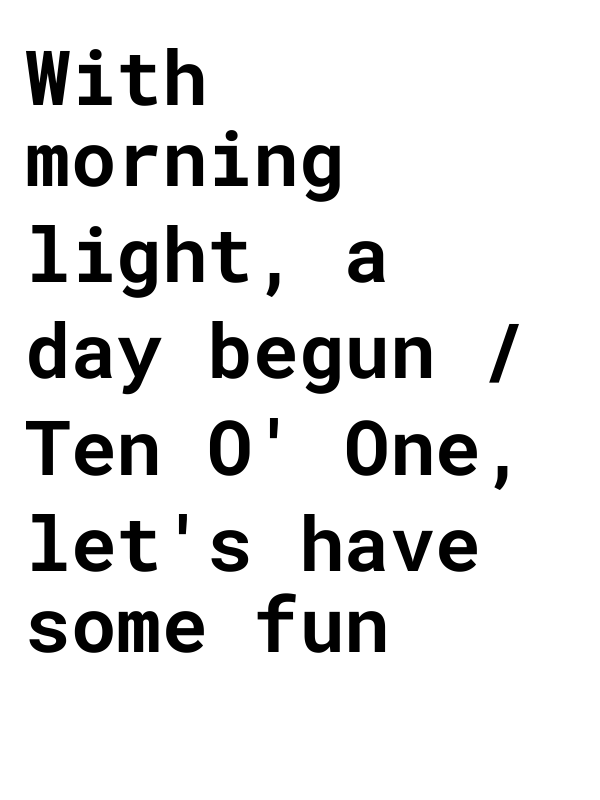 With
morning
light, a
day begun /
Ten O' One,
let's have
some fun